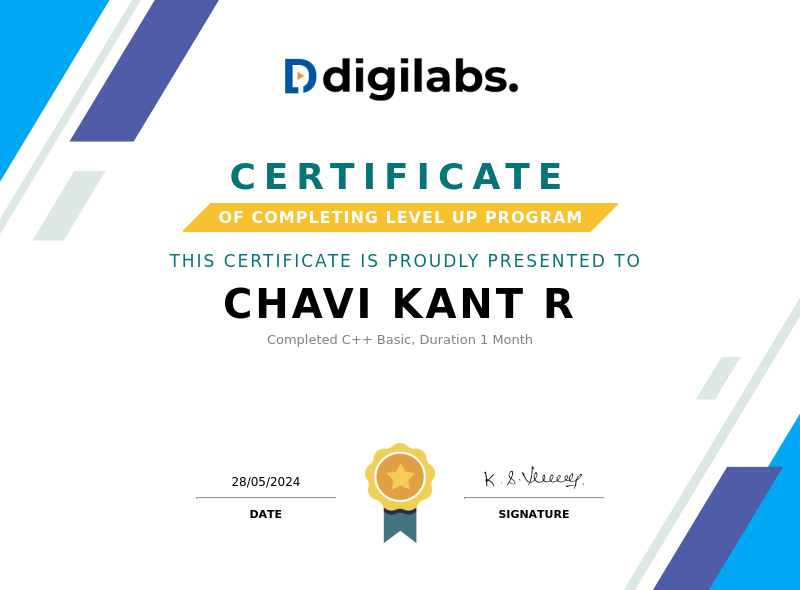 digilabs.
CERTIFICATE
OF COMPLETING LEVEL UP PROGRAM
THIS CERTIFICATE IS PROUDLY PRESENTED TO
CHAVI KANT R
Completed C++ Basic, Duration 1 Month
28/05/2024
DATE
K. S.
SIGNATURE